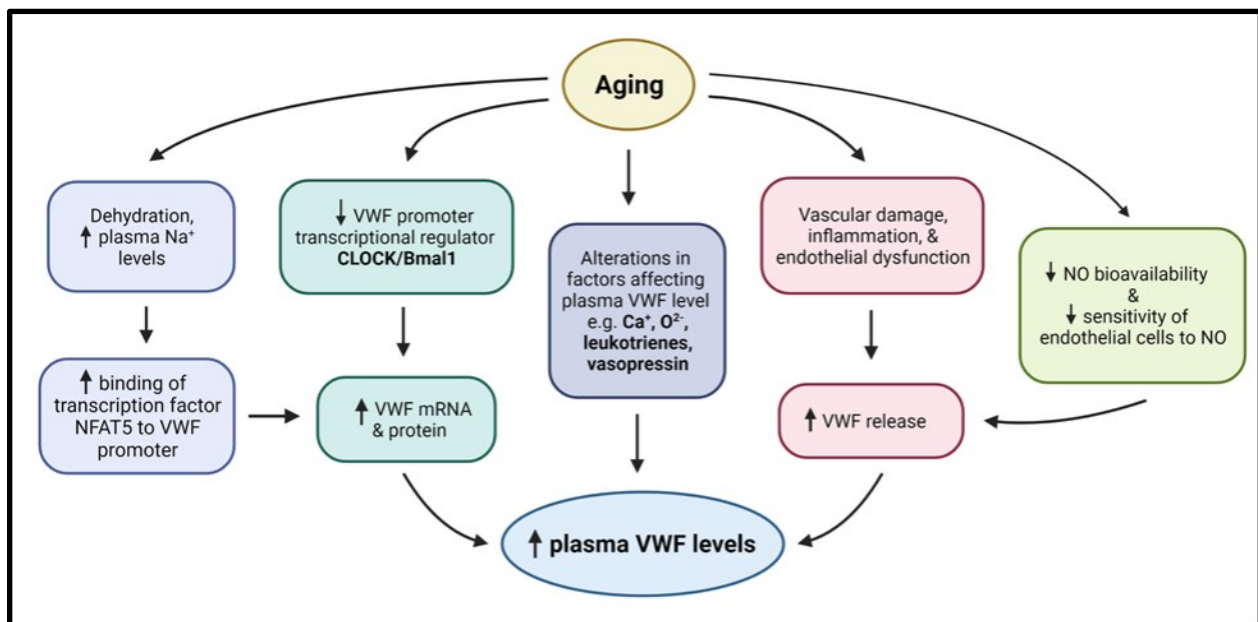 Aging
Dehydration,
↑ plasma Na⁺
levels
↓ VWF promoter
transcriptional regulator
CLOCK/Bmal1
Alterations in
factors affecting
plasma VWF level
e.g. Ca⁺, O²⁻,
leukotrienes,
vasopressin
Vascular damage,
inflammation, &
endothelial dysfunction
↓ NO bioavailability
&
↓ sensitivity of
endothelial cells to NO
↑ binding of
transcription factor
NFAT5 to VWF
promoter
↑ VWF mRNA
& protein
↑ VWF release
↑ plasma VWF levels